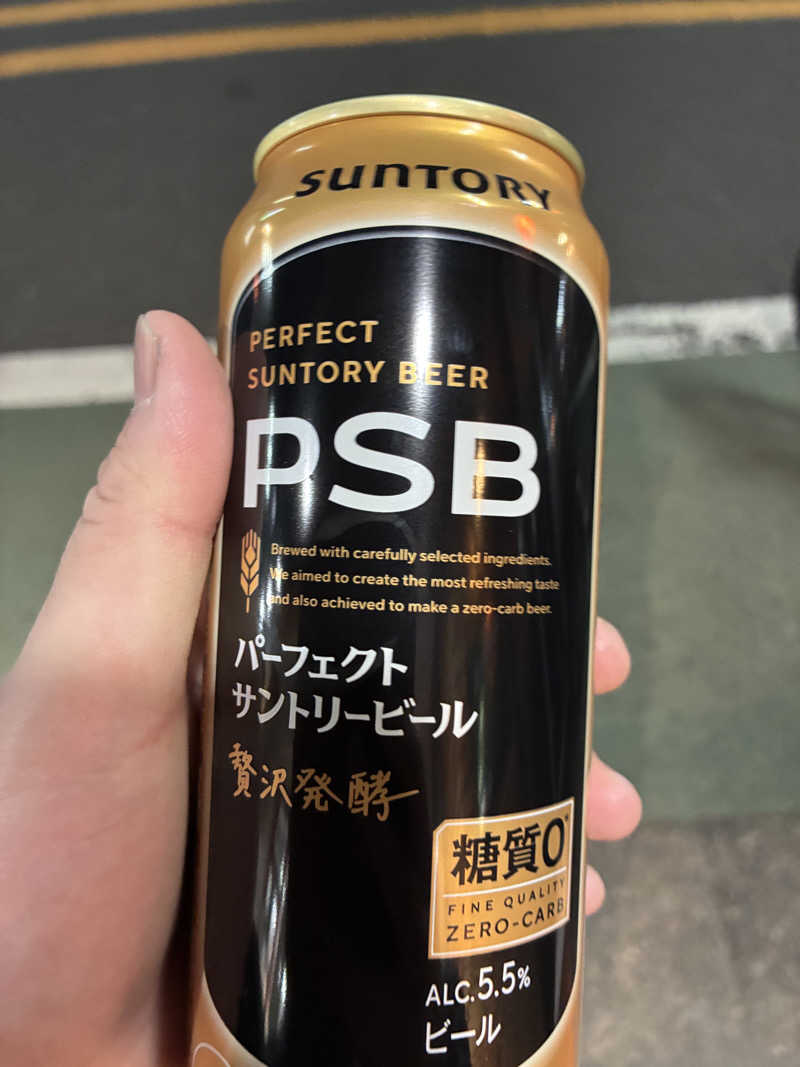 SUNTORY
PERFECT
SUNTORY BEER
PSB
Brewed with carefully selected ingredients.
We aimed to create the most refreshing taste
and also achieved to make a zero-carb beer.
パーフェクト
サントリービール
贅沢発酵
糖質0*
FINE QUALITY
ZERO-CARB
ALC.5.5%
ビール